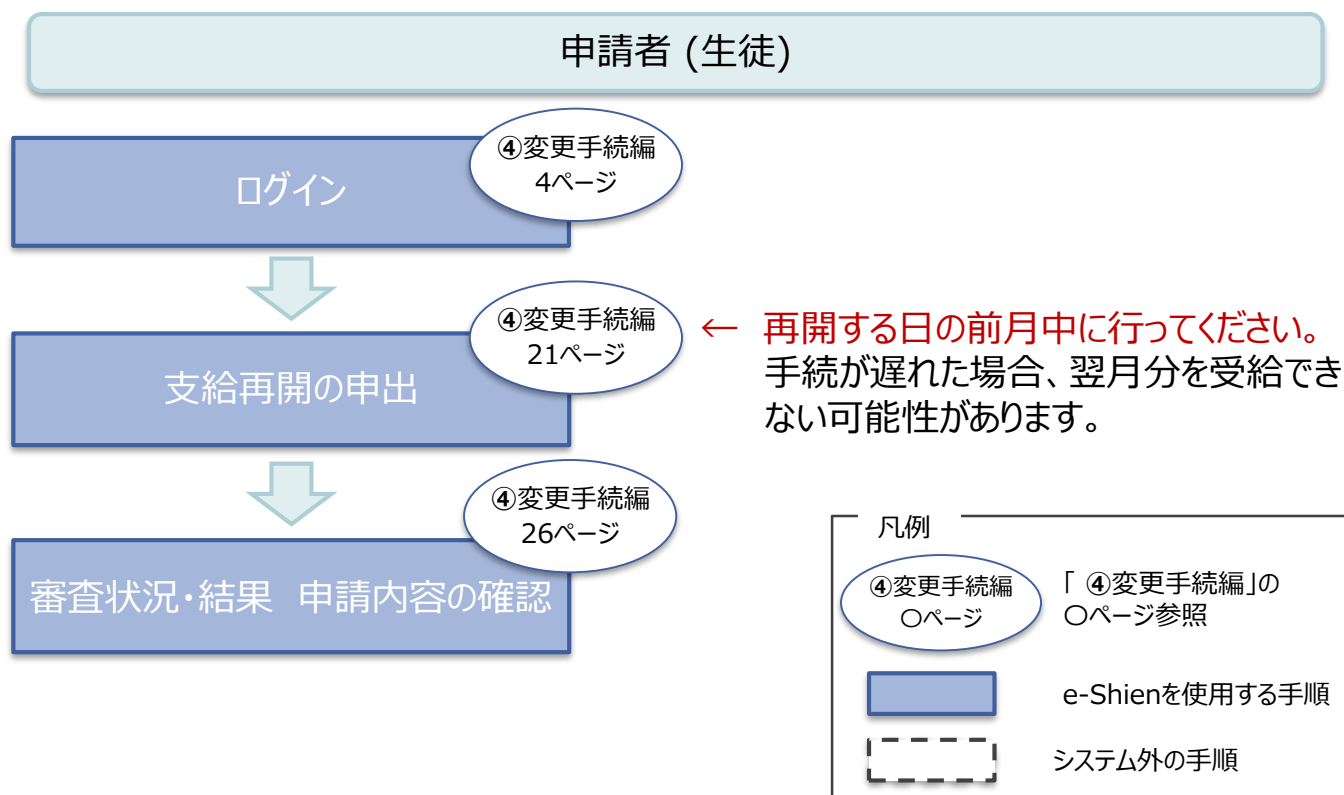 申請者 (生徒)
④変更手続編
4ページ
ログイン
④変更手続編
21ページ
支給再開の申出
← 再開する日の前月中に行ってください。
手続が遅れた場合、翌月分を受給でき
ない可能性があります。
④変更手続編
26ページ
審査状況・結果　申請内容の確認
凡例
④変更手続編
〇ページ
「 ④変更手続編」の
〇ページ参照
e-Shienを使用する手順
システム外の手順